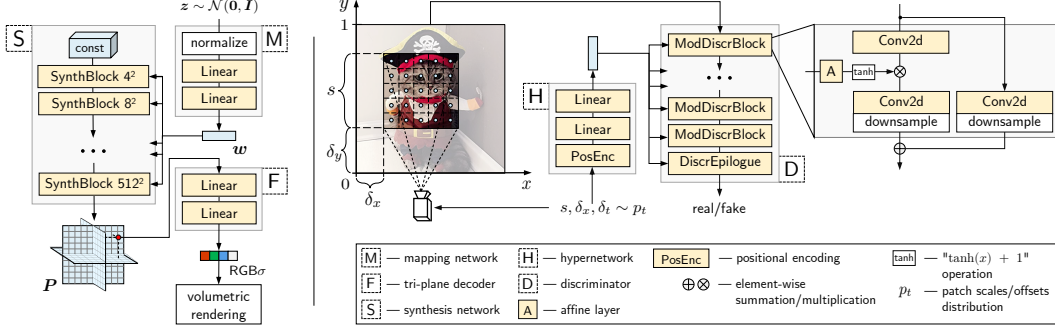 z ∼ 𝒩(0, I)
S
const
SynthBlock 4²
SynthBlock 8²
SynthBlock 512²
P
normalize
M
Linear
Linear
w
Linear
F
Linear
RGBσ
volumetric
rendering
y
1
s
δy
0
δx
x
H
Linear
Linear
PosEnc
s, δx, δt ∼ pt
ModDiscrBlock
ModDiscrBlock
ModDiscrBlock
DiscrEpilogue
D
real/fake
Conv2d
A
tanh
Conv2d
Conv2d
downsample
downsample
M — mapping network
F — tri-plane decoder
S — synthesis network
H — hypernetwork
D — discriminator
A — affine layer
PosEnc — positional encoding
⊕⊗ — element-wise
summation/multiplication
tanh — "tanh(x) + 1"
operation
pt — patch scales/offsets
distribution